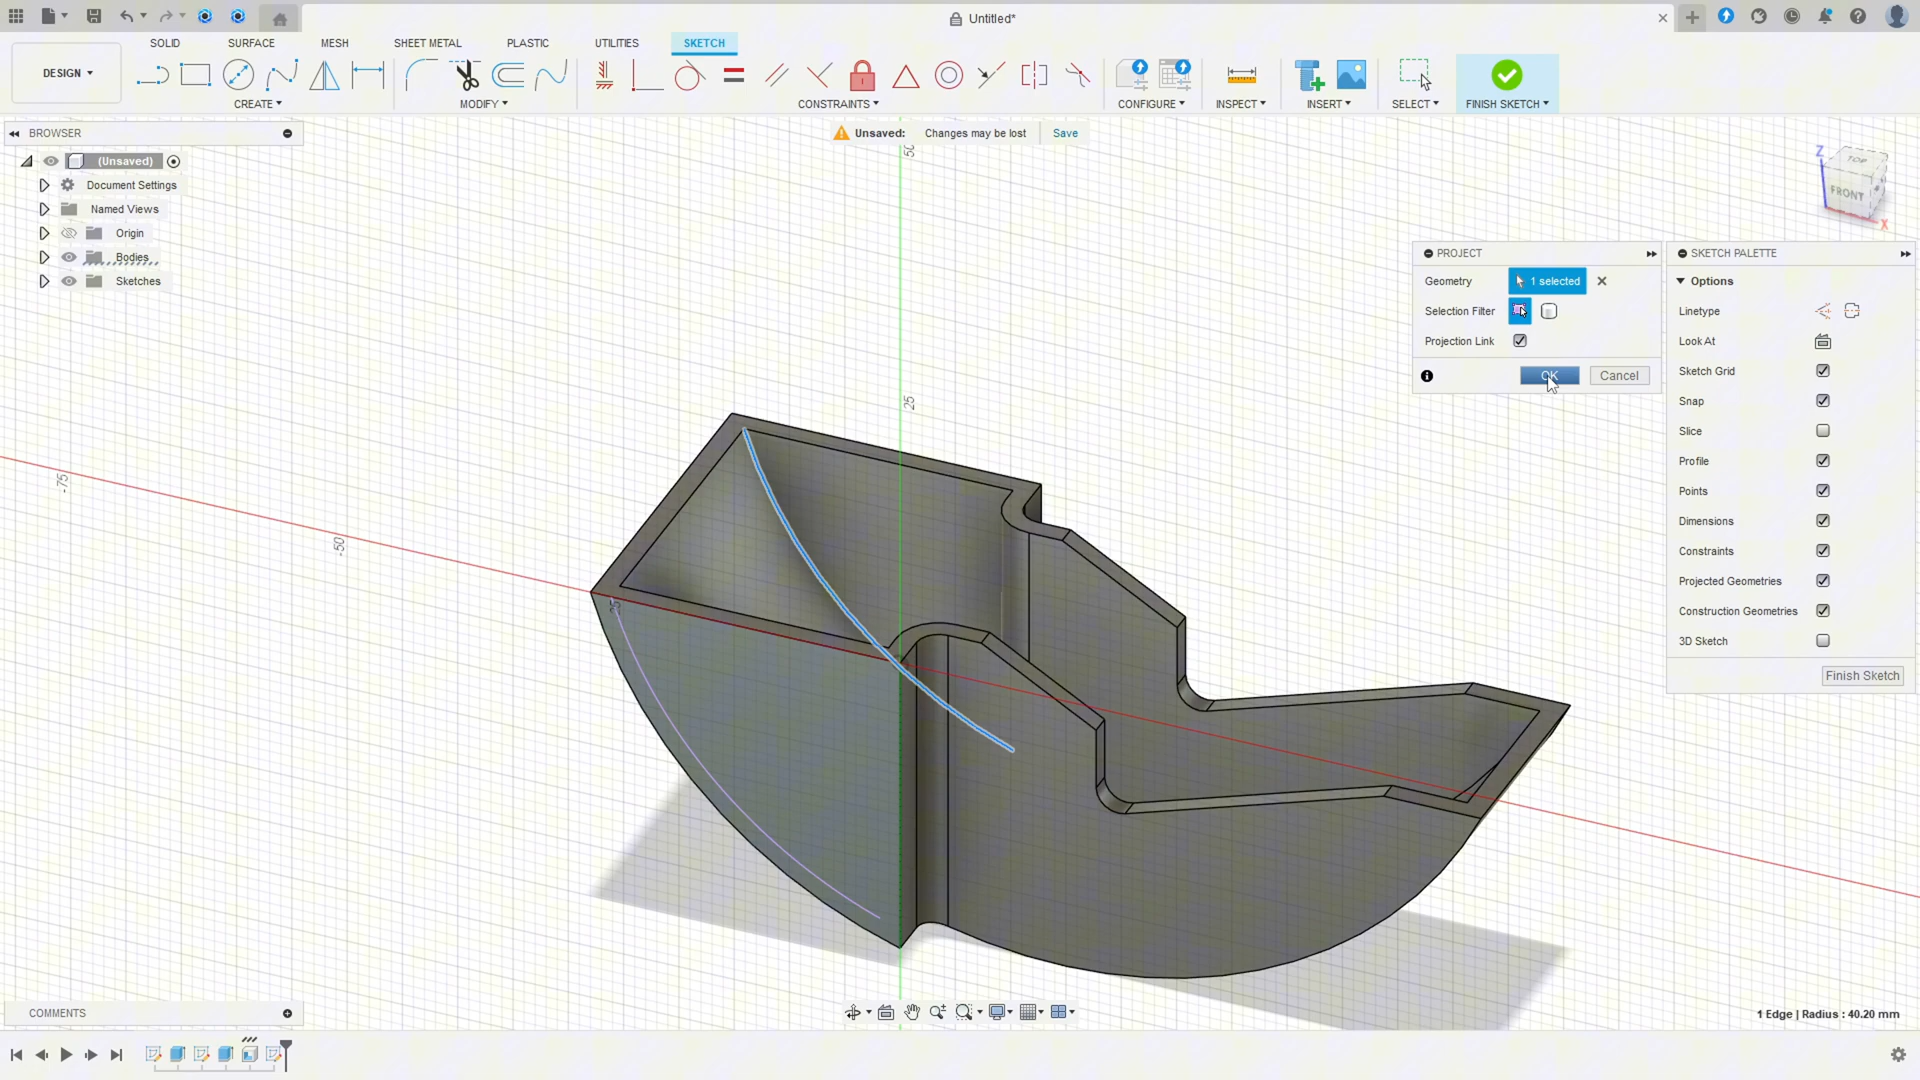 Untitled*
SOLID SURFACE MESH SHEET METAL PLASTIC UTILITIES SKETCH
DESIGN
CREATE MODIFY CONSTRAINTS CONFIGURE INSPECT INSERT SELECT FINISH SKETCH
BROWSER
Unsaved: Changes may be lost Save
(Unsaved)
Document Settings
Named Views
Origin
Bodies
Sketches
50
25
-75
-50
25
Z
TOP
FRONT
X
PROJECT
Geometry 1 selected
Selection Filter
Projection Link
OK Cancel
SKETCH PALETTE
Options
Linetype
Look At
Sketch Grid
Snap
Slice
Profile
Points
Dimensions
Constraints
Projected Geometries
Construction Geometries
3D Sketch
Finish Sketch
COMMENTS
1 Edge | Radius : 40.20 mm